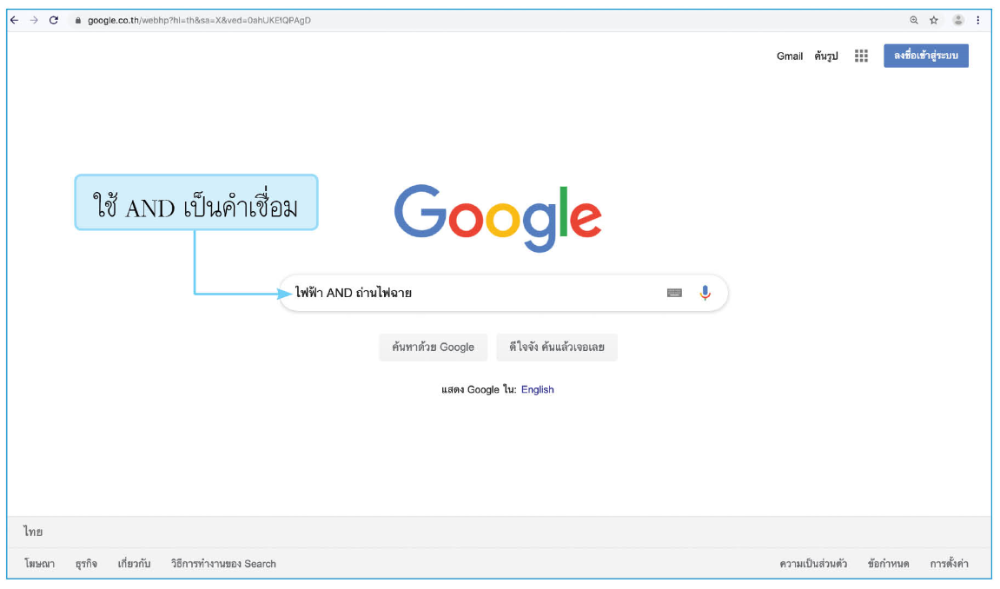 google.co.th/webhp?hl=th&sa=X&ved=0ahUKEtQPAgD
Gmail ค้นรูป ลงชื่อเข้าสู่ระบบ
ใช้ AND เป็นคำเชื่อม
Google
ไฟฟ้า AND ถ่านไฟฉาย
ค้นหาด้วย Google ดีใจจัง ค้นแล้วเจอเลย
แสดง Google ใน: English
ไทย
โฆษณา ธุรกิจ เกี่ยวกับ วิธีการทำงานของ Search ความเป็นส่วนตัว ข้อกำหนด การตั้งค่า